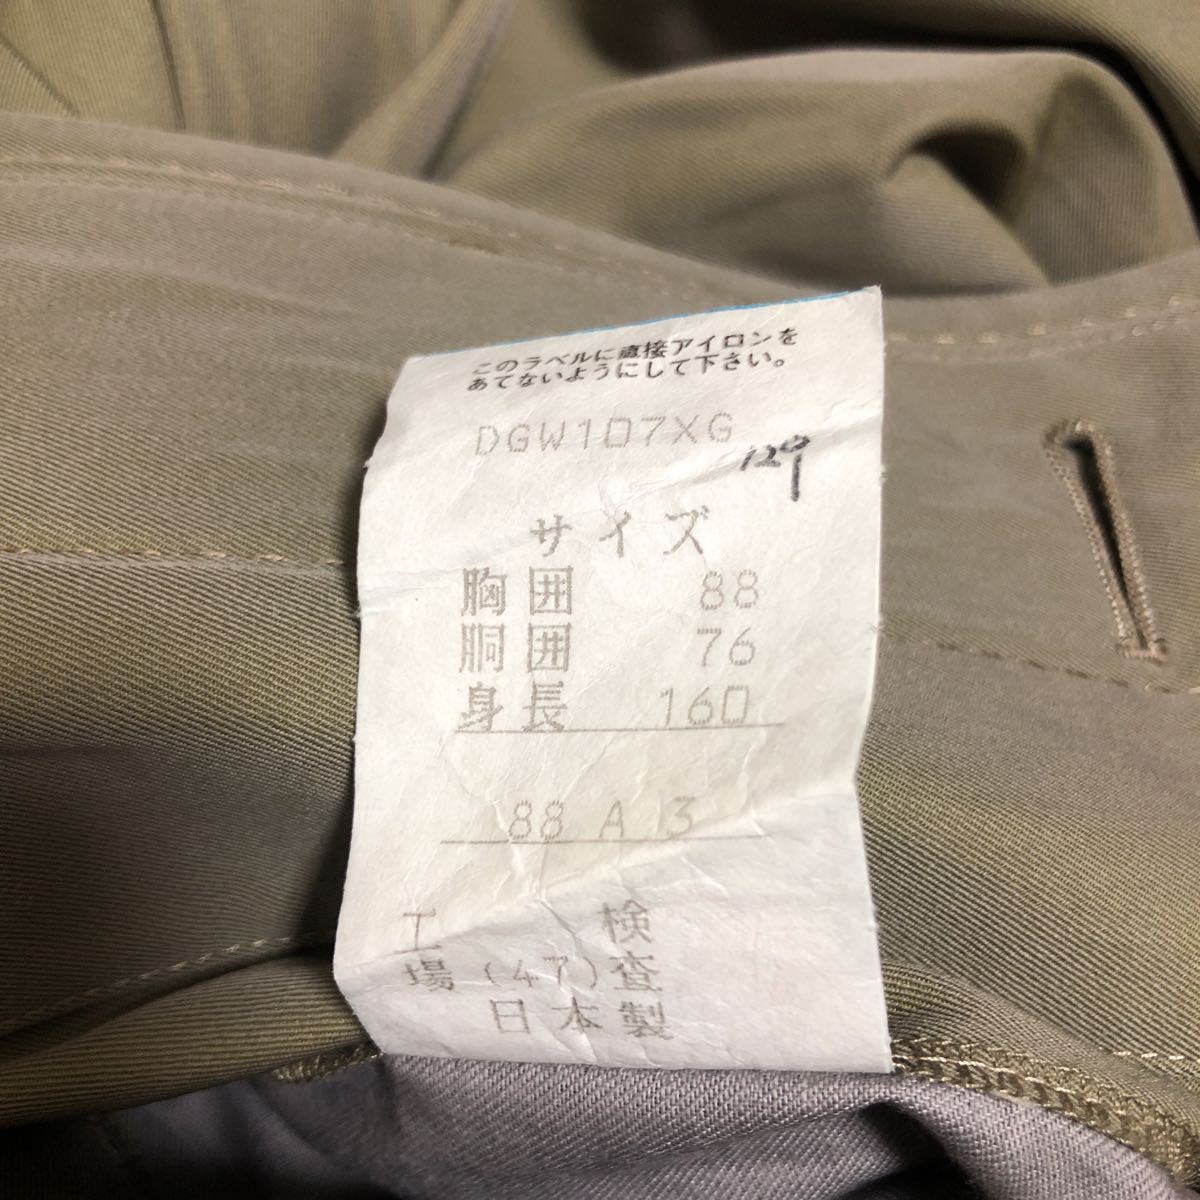 このラベルに直接アイロンを
あてないようにして下さい。
DGW107XG
129
サイズ
胸囲 88
胴囲 76
身長 160
88 A 3
工場(47)検査
日本製